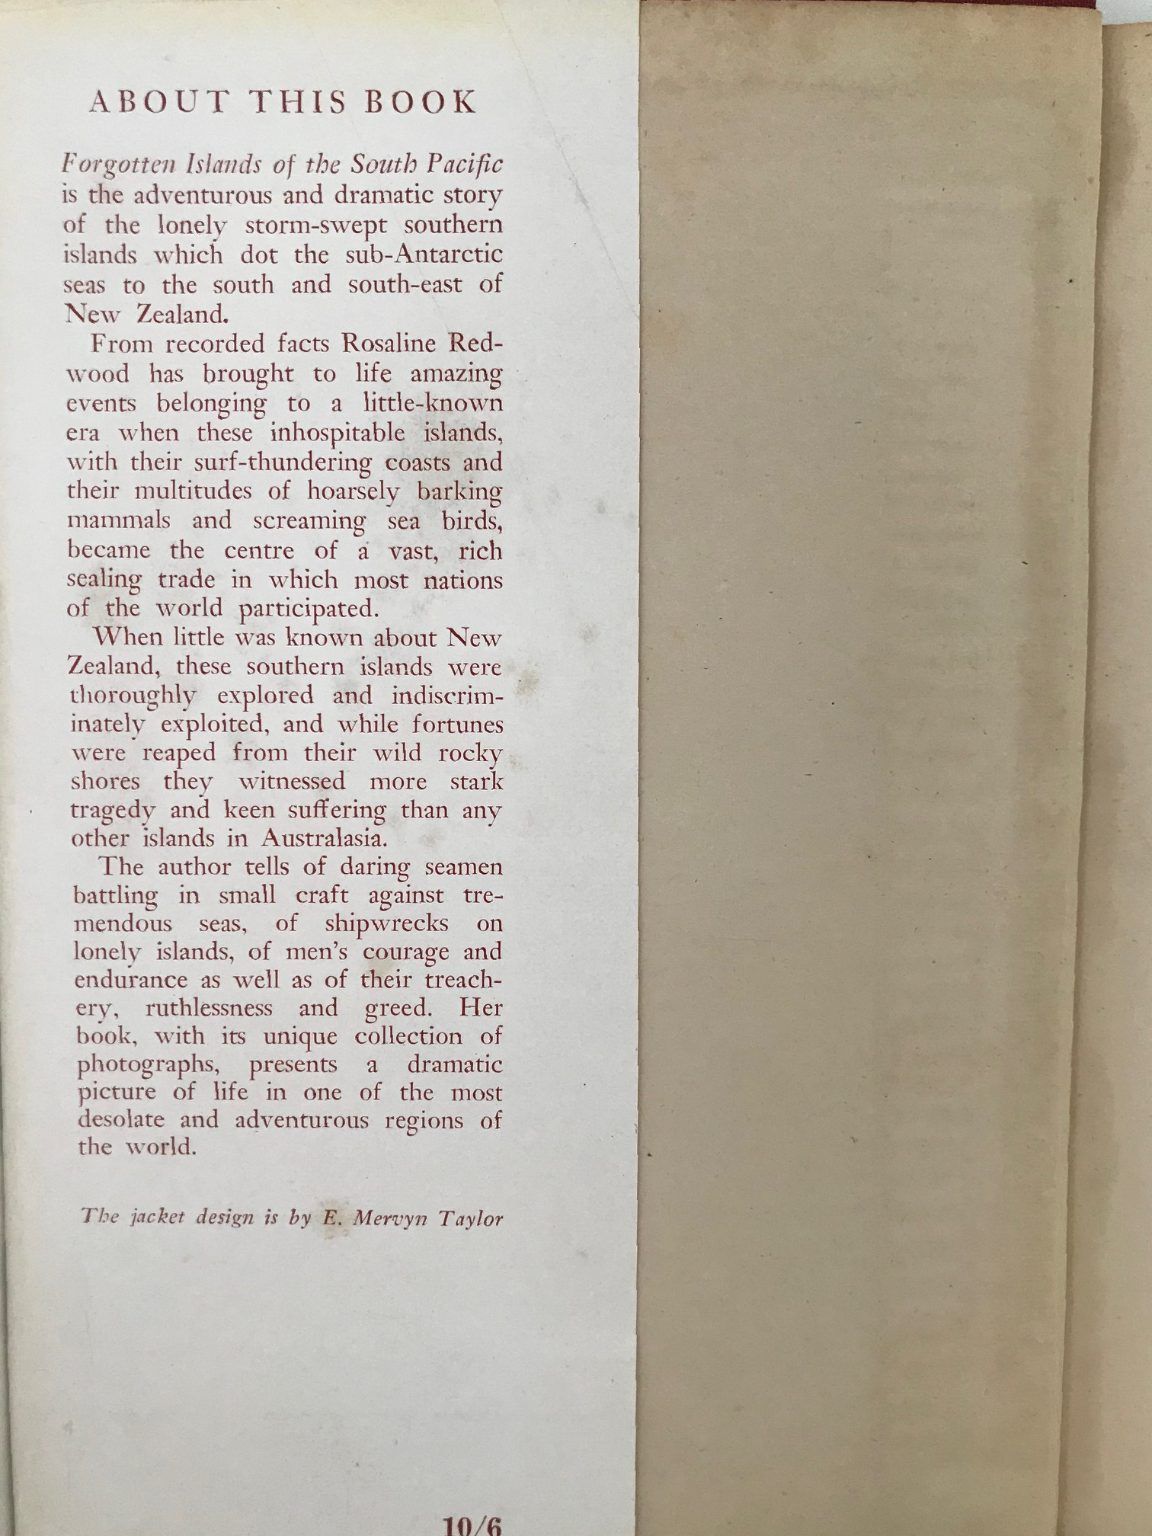 ABOUT THIS BOOK
Forgotten Islands of the South Pacific
is the adventurous and dramatic story
of the lonely storm-swept southern
islands which dot the sub-Antarctic
seas to the south and south-east of
New Zealand.
From recorded facts Rosaline Red-
wood has brought to life amazing
events belonging to a little-known
era when these inhospitable islands,
with their surf-thundering coasts and
their multitudes of hoarsely barking
mammals and screaming sea birds,
became the centre of a vast, rich
sealing trade in which most nations
of the world participated.
When little was known about New
Zealand, these southern islands were
thoroughly explored and indiscrim-
inately exploited, and while fortunes
were reaped from their wild rocky
shores they witnessed more stark
tragedy and keen suffering than any
other islands in Australasia.
The author tells of daring seamen
battling in small craft against tre-
mendous seas, of shipwrecks on
lonely islands, of men's courage and
endurance as well as of their treach-
ery, ruthlessness and greed. Her
book, with its unique collection of
photographs, presents a dramatic
picture of life in one of the most
desolate and adventurous regions of
the world.
The jacket design is by E. Mervyn Taylor
10/6